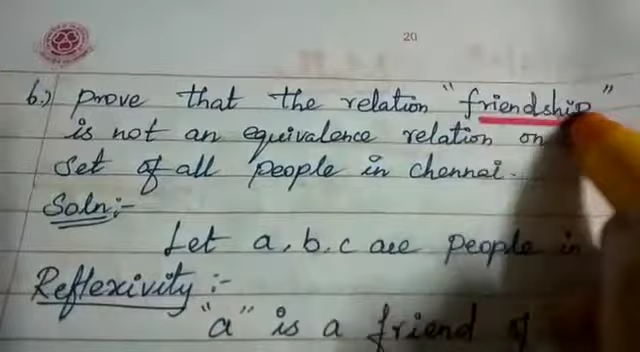 20
6.) prove that the relation "friendship"
is not an equivalence relation on
set of all people in chennai.
Soln:-
Let a, b, c are people in
Reflexivity :-
"a" is a friend of